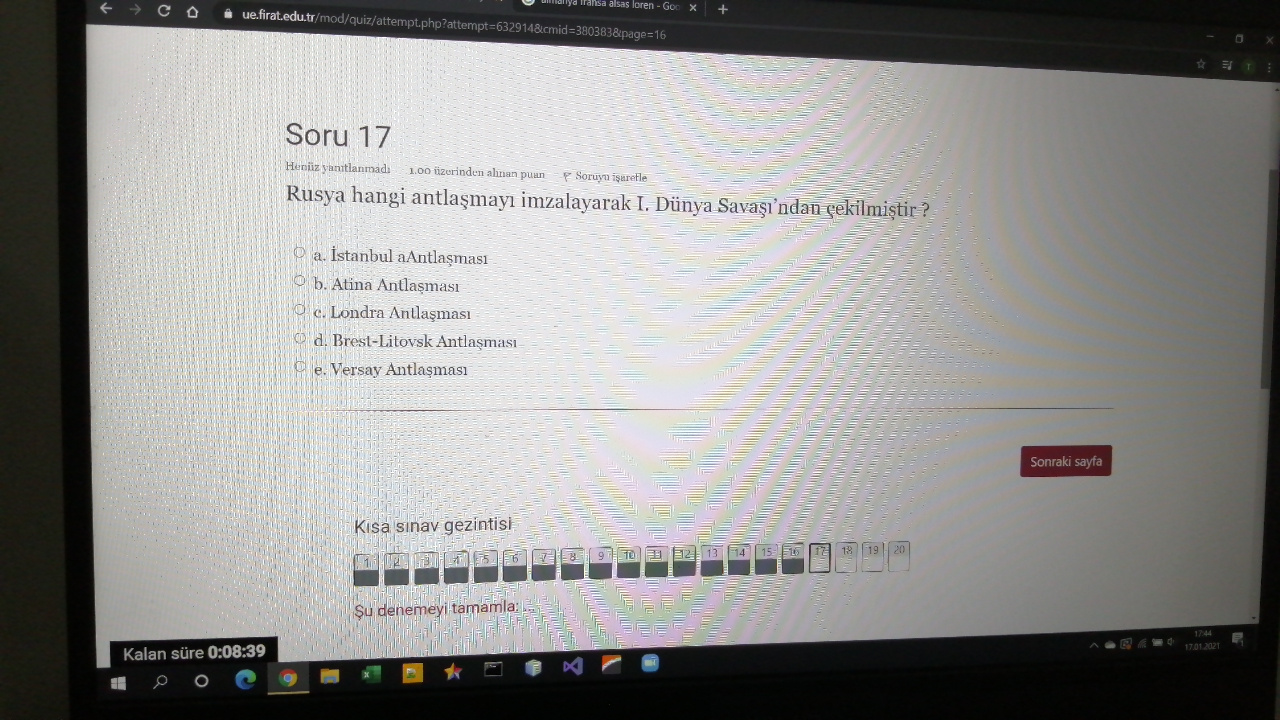 almanya fransa alsas loren - Goo
ue.firat.edu.tr/mod/quiz/attempt.php?attempt=632914&cmid=380383&page=16
T
Soru 17
Henüz yanıtlanmadı 1.00 üzerinden alınan puan Soruyu işaretle
Rusya hangi antlaşmayı imzalayarak I. Dünya Savaşı'ndan çekilmiştir ?
a. İstanbul aAntlaşması
b. Atina Antlaşması
c. Londra Antlaşması
d. Brest-Litovsk Antlaşması
e. Versay Antlaşması
Sonraki sayfa
Kısa sınav gezintisi
1 2 3 4 5 6 7 8 9 10 11 12 13 14 15 16 17 18 19 20
Şu denemeyi tamamla: ...
Kalan süre 0:08:39
17:44
17.01.2021